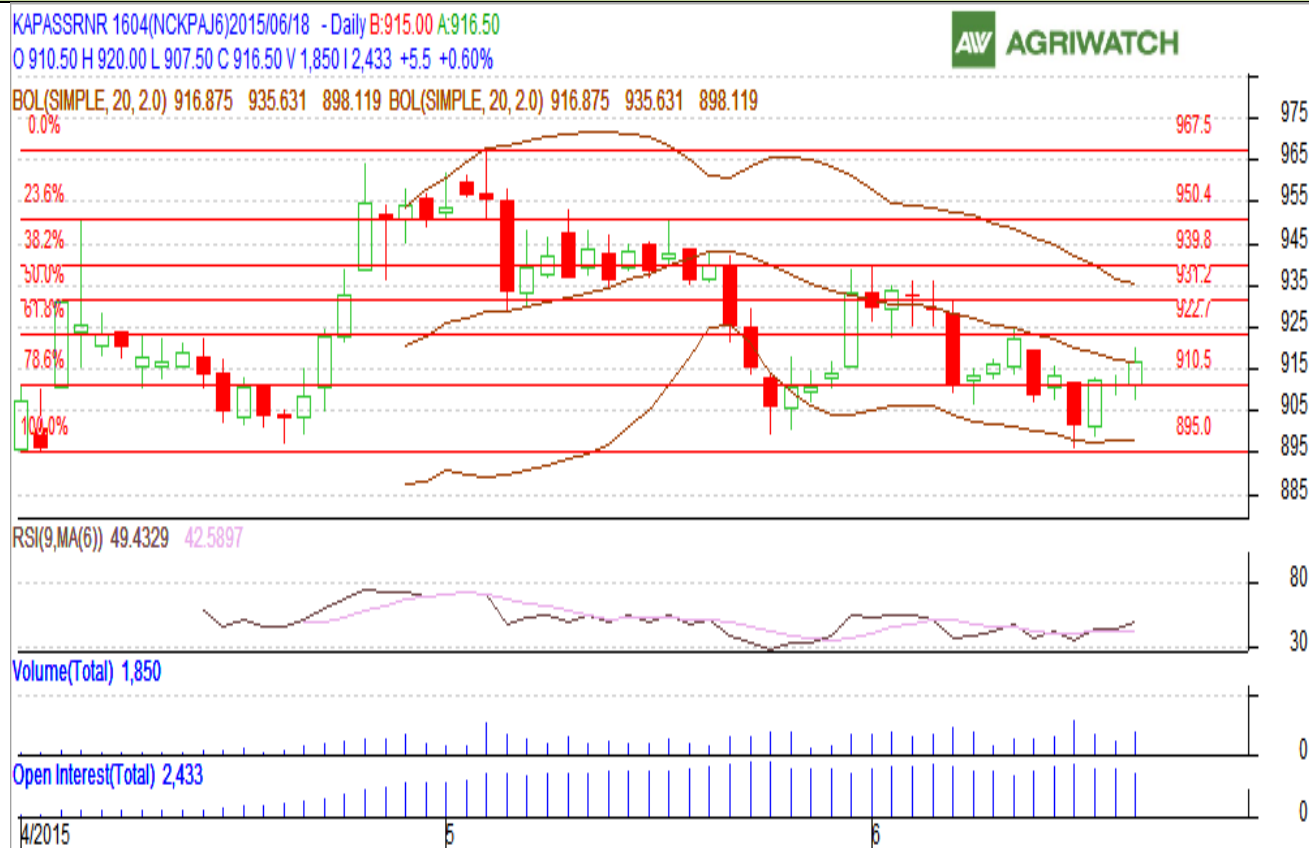 KAPASSRNR 1604(NCKPAJ6)2015/06/18 - Daily B:915.00 A:916.50
O 910.50 H 920.00 L 907.50 C 916.50 V 1,850 I 2,433 +5.5 +0.60%
AW AGRIWATCH
BOL(SIMPLE, 20, 2.0) 916.875 935.631 898.119 BOL(SIMPLE, 20, 2.0) 916.875 935.631 898.119
0.0% 967.5
23.6% 950.4
38.2% 939.8
50.0% 931.2
61.8% 922.7
78.6% 910.5
100.0% 895.0
975
965
955
945
935
925
915
905
895
885
RSI(9,MA(6)) 49.4329 42.5897
80
30
Volume(Total) 1,850
0
Open Interest(Total) 2,433
0
4/2015 5 6